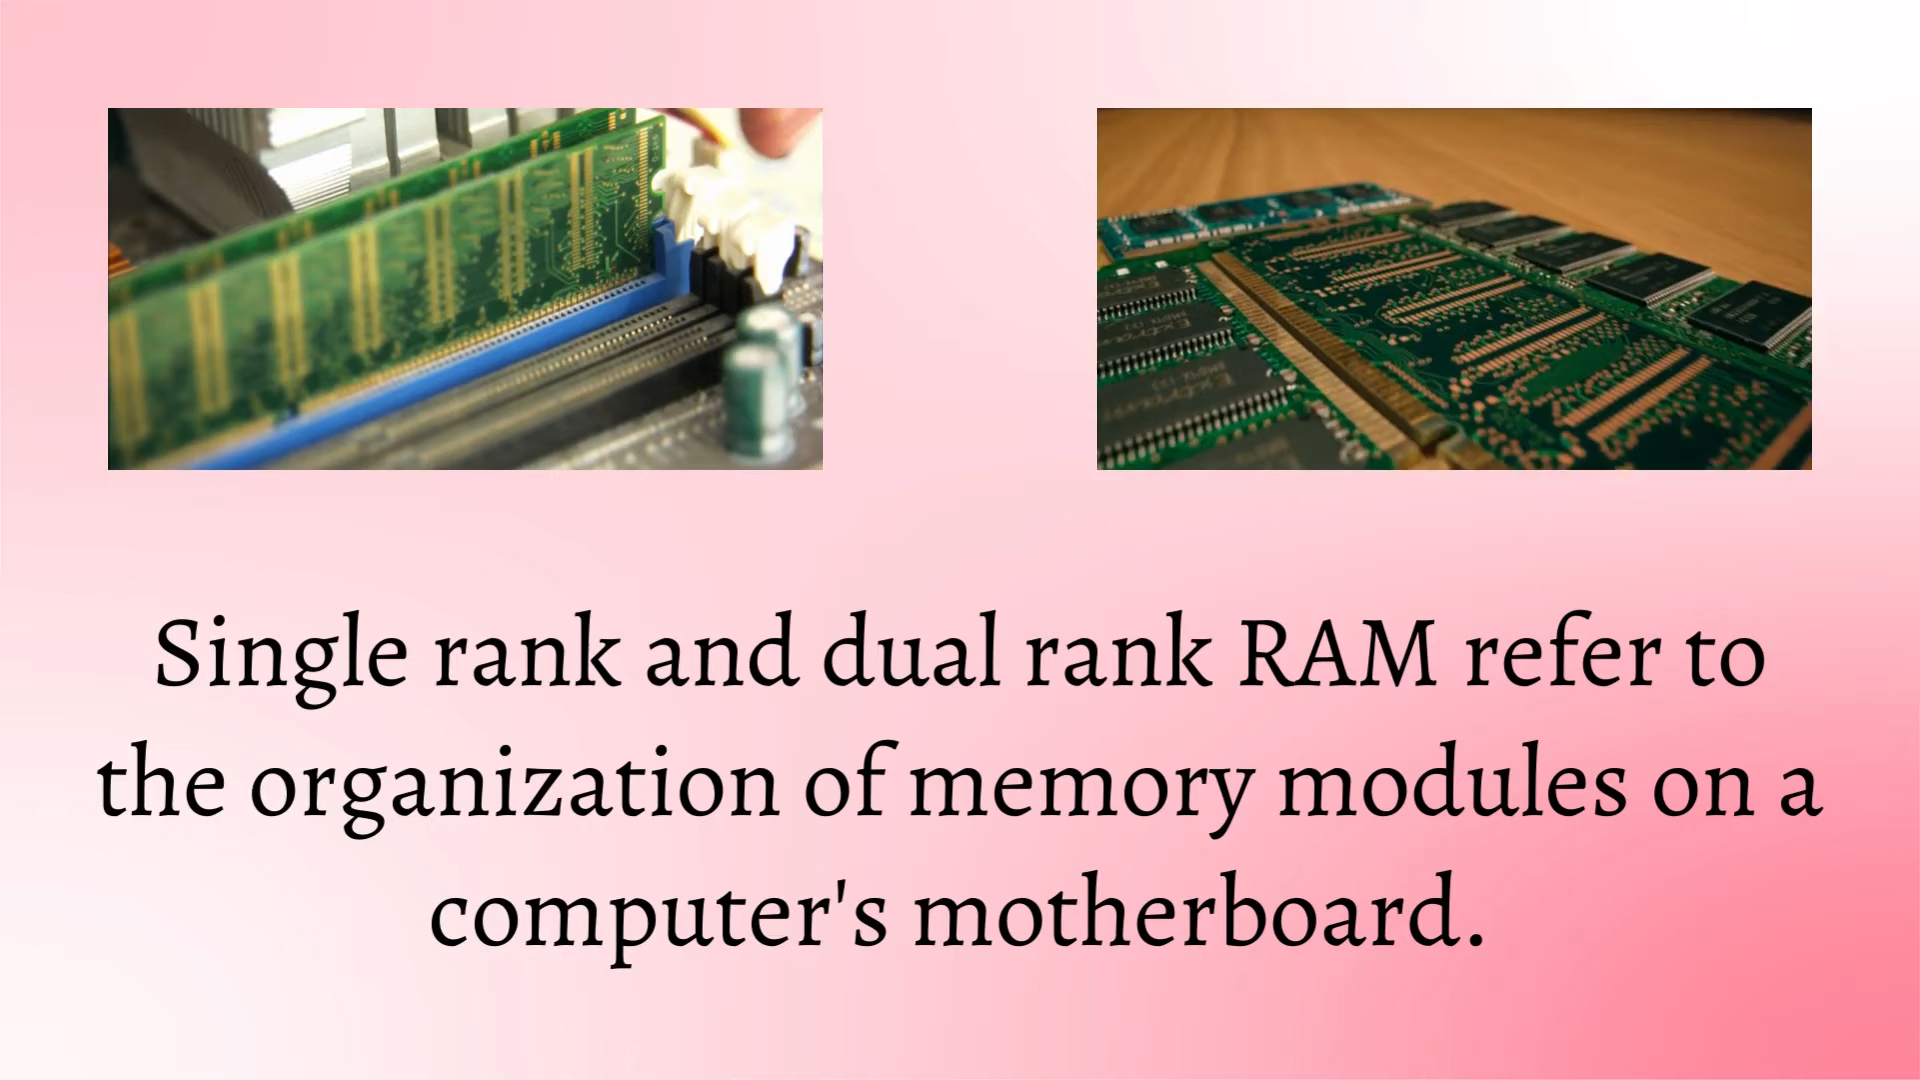 Single rank and dual rank RAM refer to
the organization of memory modules on a
computer's motherboard.